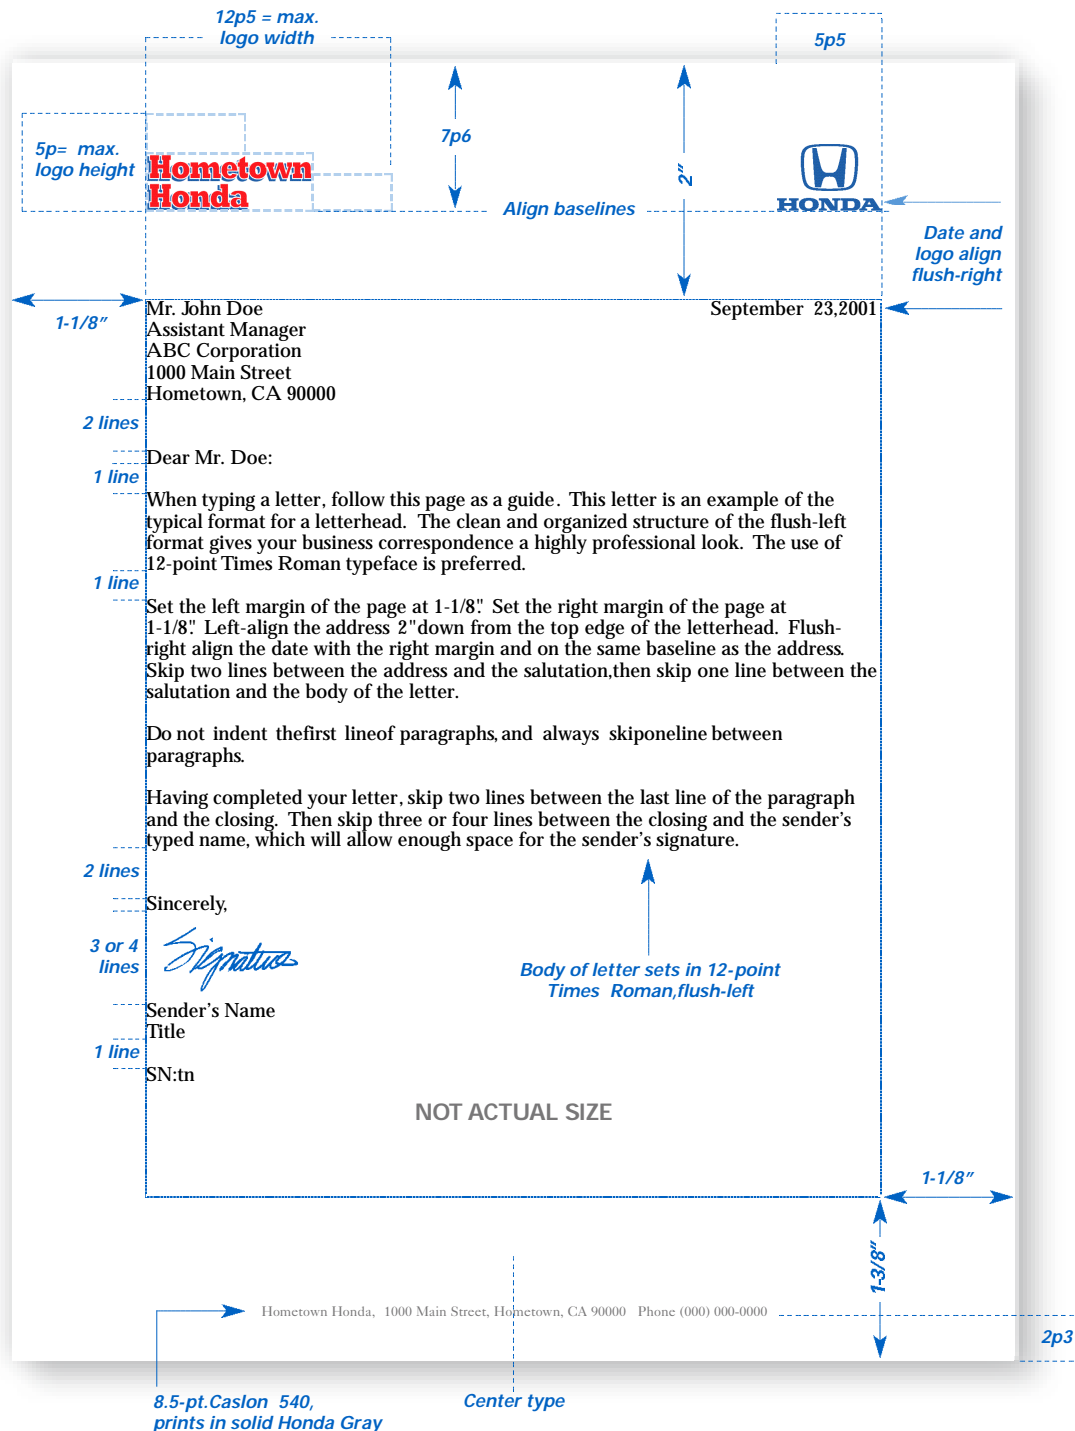 12p5 = max.
logo width
5p5
5p= max.
logo height
7p6
2"
Hometown
Honda
HONDA
Align baselines
Date and
logo align
flush-right
1-1/8"
Mr. John Doe
September 23,2001
Assistant Manager
ABC Corporation
1000 Main Street
Hometown, CA 90000
2 lines
Dear Mr. Doe:
1 line
When typing a letter, follow this page as a guide. This letter is an example of the
typical format for a letterhead. The clean and organized structure of the flush-left
format gives your business correspondence a highly professional look. The use of
12-point Times Roman typeface is preferred.
1 line
Set the left margin of the page at 1-1/8". Set the right margin of the page at
1-1/8". Left-align the address 2"down from the top edge of the letterhead. Flush-
right align the date with the right margin and on the same baseline as the address.
Skip two lines between the address and the salutation,then skip one line between the
salutation and the body of the letter.
Do not indent thefirst lineof paragraphs, and always skiponeline between
paragraphs.
Having completed your letter, skip two lines between the last line of the paragraph
and the closing. Then skip three or four lines between the closing and the sender's
typed name, which will allow enough space for the sender's signature.
2 lines
Sincerely,
3 or 4
lines
Signature
Body of letter sets in 12-point
Times Roman,flush-left
Sender's Name
Title
1 line
SN:tn
NOT ACTUAL SIZE
1-1/8"
1-3/8"
Hometown Honda, 1000 Main Street, Hometown, CA 90000 Phone (000) 000-0000
2p3
8.5-pt.Caslon 540,
prints in solid Honda Gray
Center type